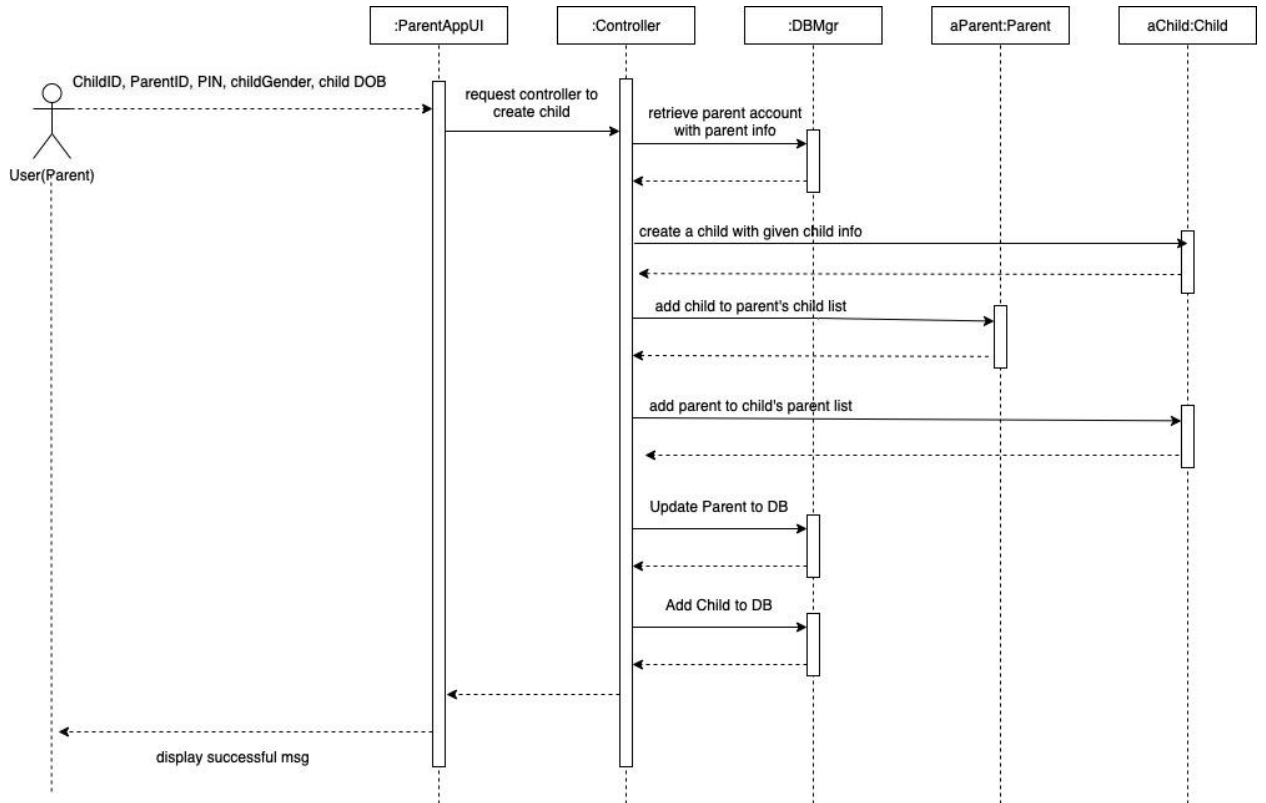 :ParentAppUI
:Controller
:DBMgr
aParent:Parent
aChild:Child
ChildID, ParentID, PIN, childGender, child DOB
User(Parent)
request controller to
create child
retrieve parent account
with parent info
create a child with given child info
add child to parent's child list
add parent to child's parent list
Update Parent to DB
Add Child to DB
display successful msg